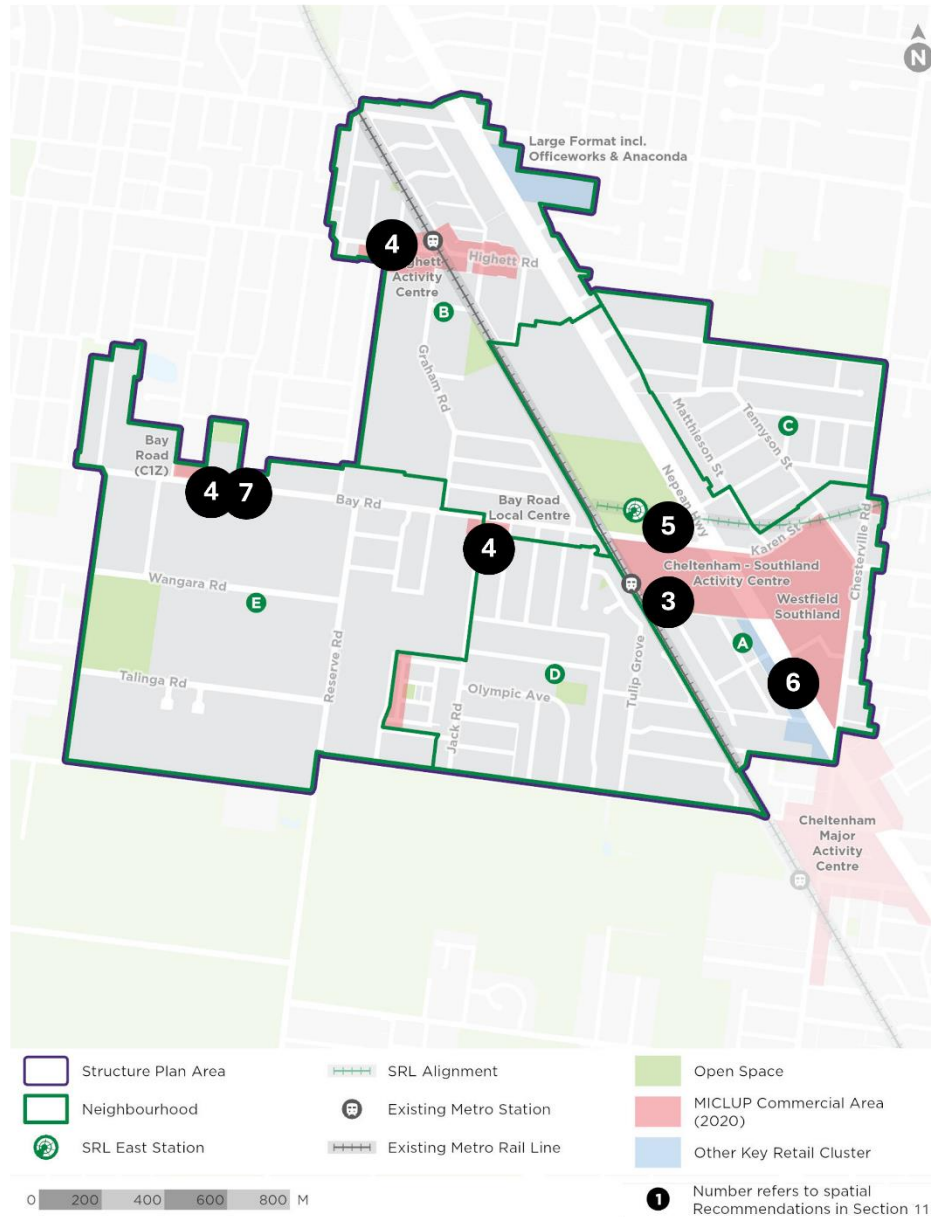 N
Large Format incl.
Officeworks & Anaconda
4
Highett Rd
Activity
Centre
B
Graham Rd
Matthieson St
Tennyson St
C
Bay
Road
(C1Z)
4
7
Bay Rd
Bay Road
Local Centre
4
Nepean Hwy
5
Karen St
Chesterville Rd
Cheltenham - Southland
Activity Centre
Westfield
Southland
3
Wangara Rd
E
Reserve Rd
Talinga Rd
D
Olympic Ave
Jack Rd
Tulip Grove
A
6
Cheltenham
Major
Activity
Centre
Structure Plan Area
Neighbourhood
SRL East Station
SRL Alignment
Existing Metro Station
Existing Metro Rail Line
Open Space
MICLUP Commercial Area
(2020)
Other Key Retail Cluster
0 200 400 600 800 M
1
Number refers to spatial
Recommendations in Section 11